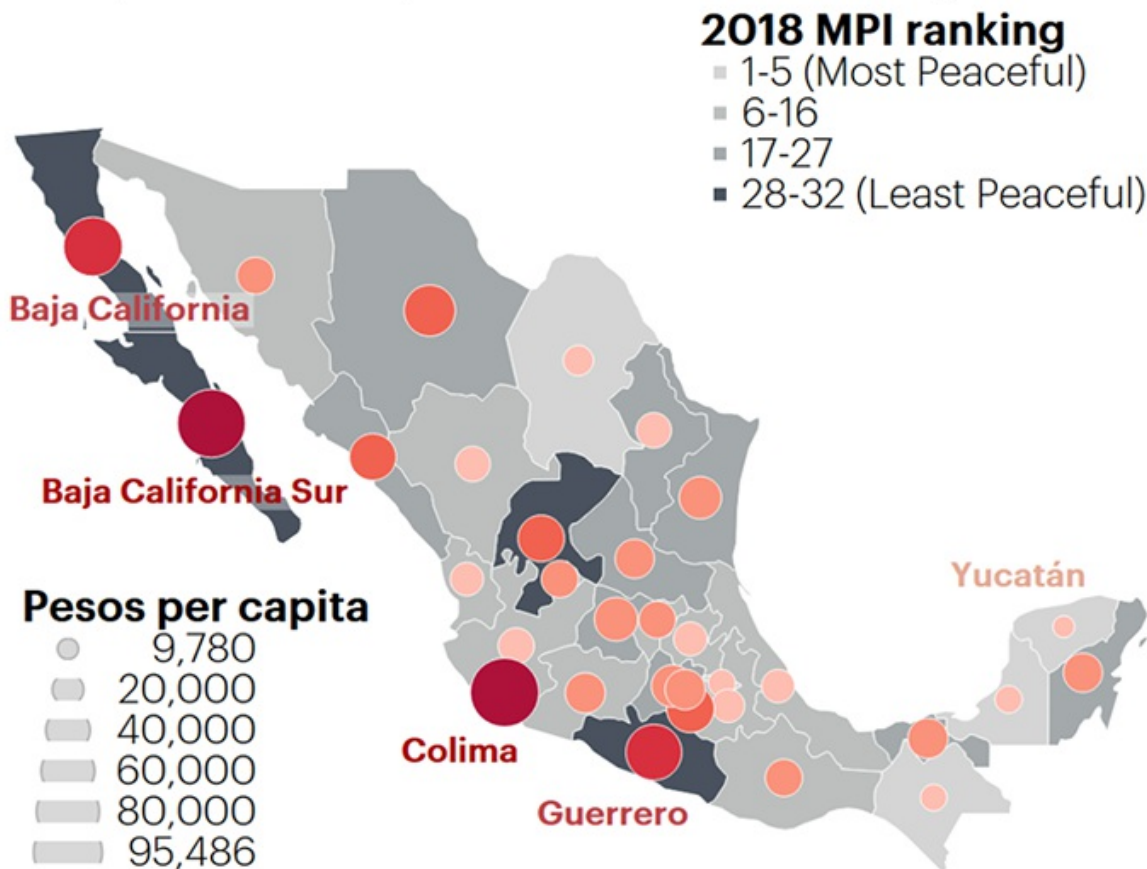 2018 MPI ranking
1-5 (Most Peaceful)
6-16
17-27
28-32 (Least Peaceful)
Baja California
Baja California Sur
Yucatán
Pesos per capita
9,780
20,000
40,000
60,000
80,000
95,486
Colima
Guerrero